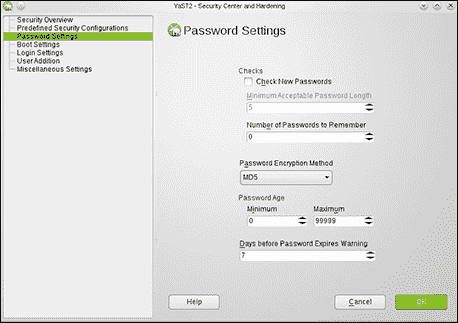 YaST2 - Security Center and Hardening
Security Overview
Predefined Security Configurations
Password Settings
Boot Settings
Login Settings
User Addition
Miscellaneous Settings
Password Settings
Checks
Check New Passwords
Minimum Acceptable Password Length
5
Number of Passwords to Remember
0
Password Encryption Method
MD5
Password Age
Minimum Maximum
0 99999
Days before Password Expires Warning
7
Help Cancel OK